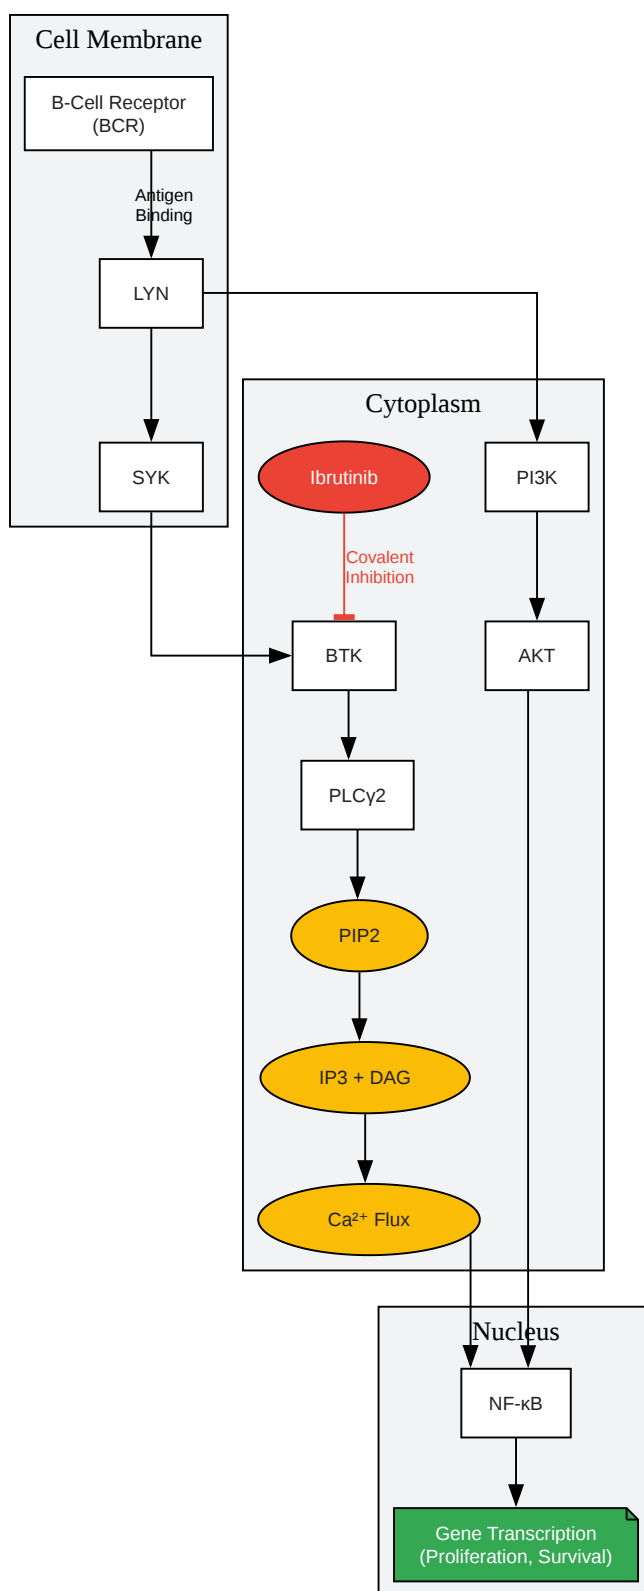 Cell Membrane
B-Cell Receptor
(BCR)
Antigen
Binding
LYN
SYK
Cytoplasm
Ibrutinib
PI3K
Covalent
Inhibition
BTK
AKT
PLCγ2
PIP2
IP3 + DAG
Ca²⁺ Flux
Nucleus
NF-κB
Gene Transcription
(Proliferation, Survival)